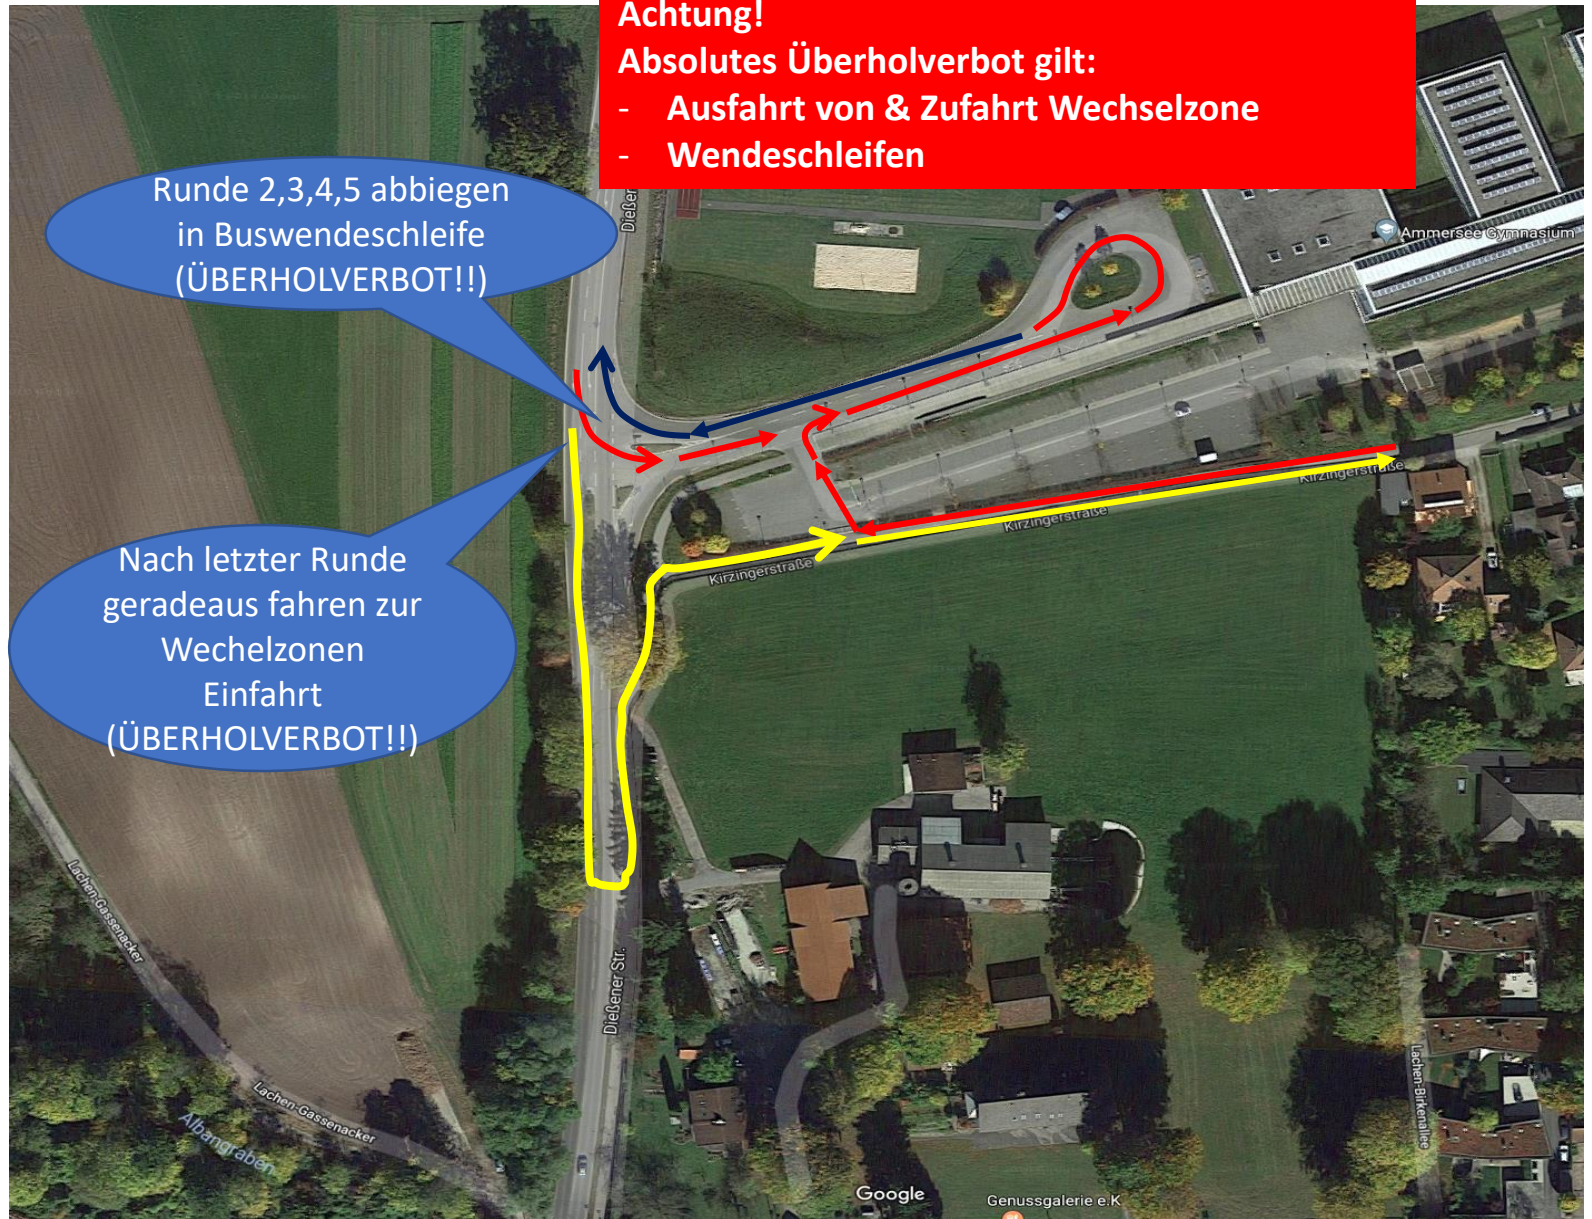 Achtung!
Absolutes Überholverbot gilt:
- Ausfahrt von & Zufahrt Wechselzone
- Wendeschleifen
Runde 2,3,4,5 abbiegen
in Buswendeschleife
(ÜBERHOLVERBOT!!)
Dießen
Ammersee Gymnasium
Kirzingerstraße
Kirzingerstraße
Kirzingerstraße
Nach letzter Runde
geradeaus fahren zur
Wechelzonen
Einfahrt
(ÜBERHOLVERBOT!!)
Lachen-Gassenacker
Dießener Str.
Lachen-Gassenacker
Albangraben
Lachen-Birkenallee
Google
Genussgalerie e.K